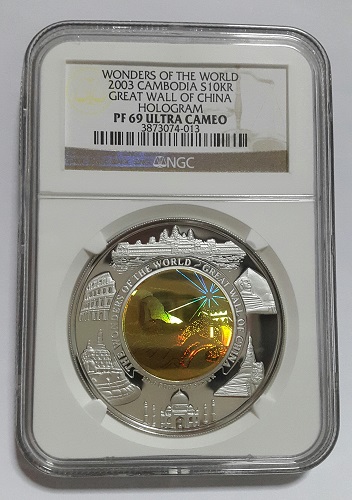 WONDERS OF THE WORLD
2003 CAMBODIA S10KR
GREAT WALL OF CHINA
HOLOGRAM
PF 69 ULTRA CAMEO
3873074-013
NGC
THE WONDERS OF THE WORLD / GREAT WALL OF CHINA